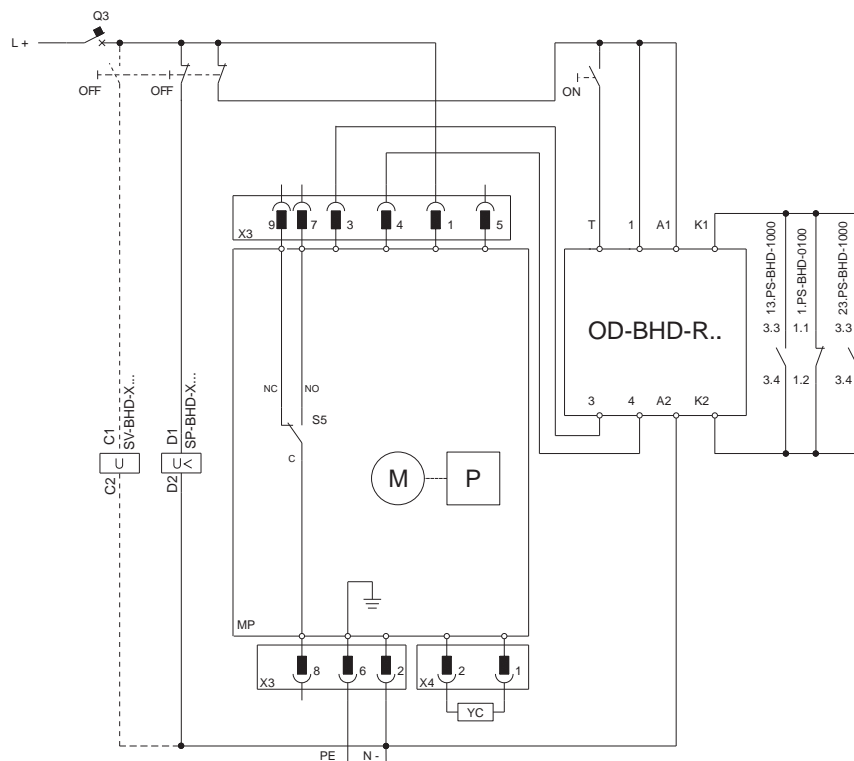 Q3
L +
OFF
OFF
ON
X3
9
7
3
4
1
5
T
1
A1
K1
13.PS-BHD-1000
1.PS-BHD-0100
23.PS-BHD-1000
OD-BHD-R..
3.3
1.1
3.3
3.4
1.2
3.4
3
4
A2
K2
NC
NO
S5
C
C1
SV-BHD-X...
C2
D1
SP-BHD-X...
D2
U
U<
M
P
MP
X3
8
6
2
X4
2
1
YC
PE
N -